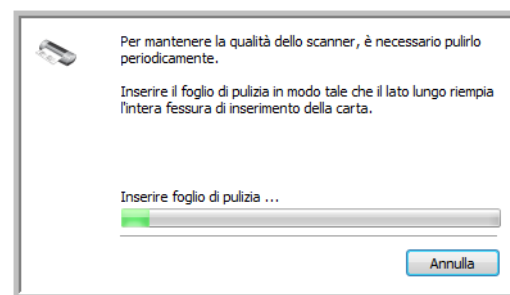 Per mantenere la qualità dello scanner, è necessario pulirlo
periodicamente.
Inserire il foglio di pulizia in modo tale che il lato lungo riempia
l'intera fessura di inserimento della carta.
Inserire foglio di pulizia ...
Annulla